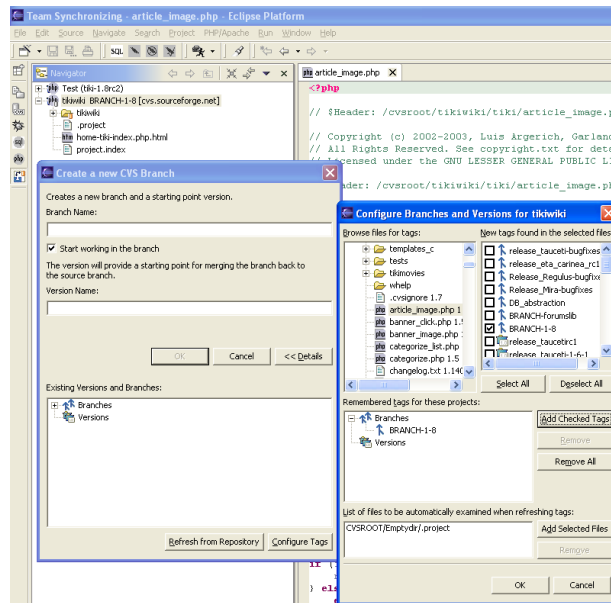 Team Synchronizing - article_image.php - Eclipse Platform
File Edit Source Navigate Search Project PHP/Apache Run Window Help
SQL
Navigator
Test (tiki-1.8rc2)
tikiwiki BRANCH-1-8 [cvs.sourceforge.net]
tikiwiki
.project
home-tiki-index.php.html
project.index
article_image.php
<?php
// $Header: /cvsroot/tikiwiki/tiki/article_image.p
// Copyright (c) 2002-2003, Luis Argerich, Garlan
// All Rights Reserved. See copyright.txt for det
// Licensed under the GNU LESSER GENERAL PUBLIC L
ader: /cvsroot/tikiwiki/tiki/article_image.p
Create a new CVS Branch
Creates a new branch and a starting point version.
Branch Name:
Start working in the branch
The version will provide a starting point for merging the branch back to
the source branch.
Version Name:
OK Cancel << Details
Existing Versions and Branches:
Branches
Versions
Refresh from Repository Configure Tags
Configure Branches and Versions for tikiwiki
Browse files for tags:
templates_c
tests
tikimovies
whelp
.cvsignore 1.7
article_image.php 1
banner_click.php 1.
banner_image.php
categorize_list.php
categorize.php 1.5
changelog.txt 1.140
New tags found in the selected files
release_tauceti-bugfixes
release_eta_carinea_rc1
Release_Regulus-bugfixe
Release_Mira-bugfixes
DB_abstraction
BRANCH-forumslib
BRANCH-1-8
release_taucetirc1
release_tauceti-1-6-1
Select All Deselect All
Remembered tags for these projects:
Branches
BRANCH-1-8
Versions
Add Checked Tags
Remove
Remove All
List of files to be automatically examined when refreshing tags:
CVSROOT/Emptydir/.project
Add Selected Files
Remove
OK Cancel
if (
} els